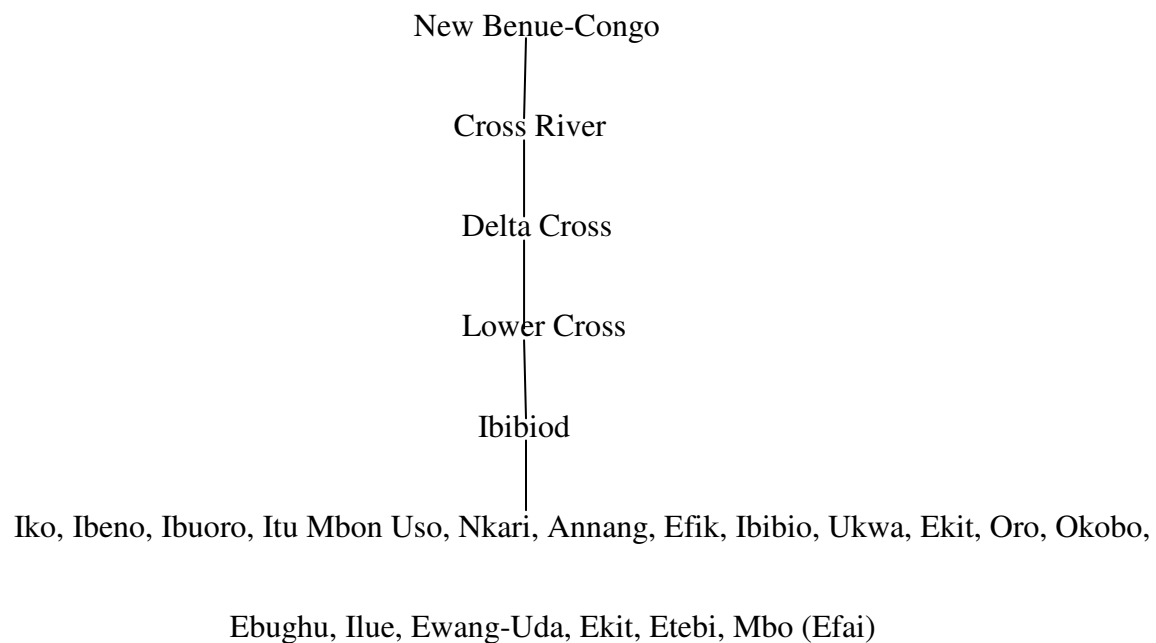 New Benue-Congo
Cross River
Delta Cross
Lower Cross
Ibibiod
Iko, Ibeno, Ibuoro, Itu Mbon Uso, Nkari, Annang, Efik, Ibibio, Ukwa, Ekit, Oro, Okobo,
Ebughu, Ilue, Ewang-Uda, Ekit, Etebi, Mbo (Efai)